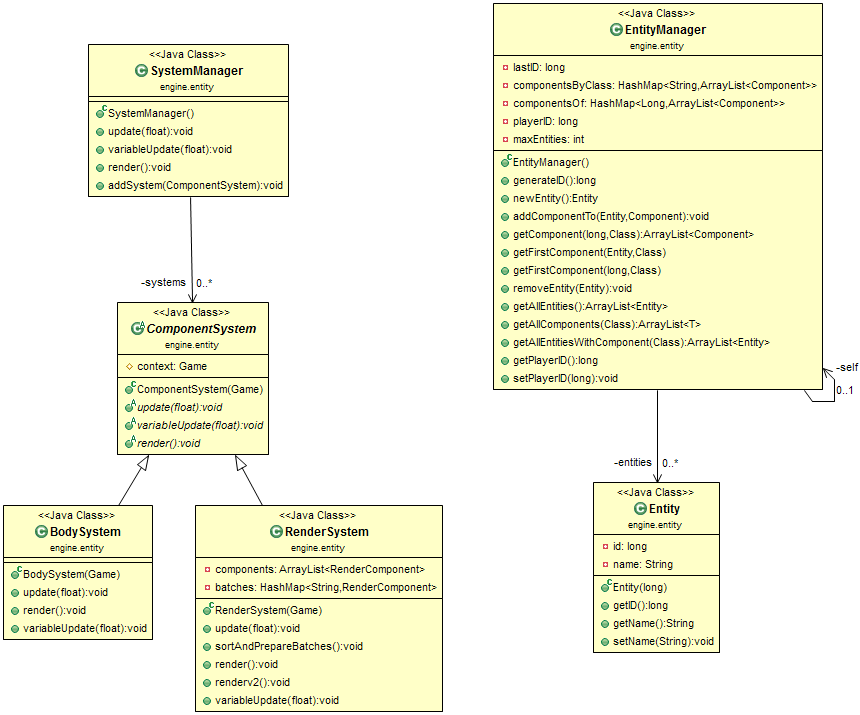 <<Java Class>>
SystemManager
engine.entity
SystemManager()
update(float):void
variableUpdate(float):void
render():void
addSystem(ComponentSystem):void
-systems 0..*
<<Java Class>>
ComponentSystem
engine.entity
context: Game
ComponentSystem(Game)
update(float):void
variableUpdate(float):void
render():void
<<Java Class>>
BodySystem
engine.entity
BodySystem(Game)
update(float):void
render():void
variableUpdate(float):void
<<Java Class>>
RenderSystem
engine.entity
components: ArrayList<RenderComponent>
batches: HashMap<String,RenderComponent>
RenderSystem(Game)
update(float):void
sortAndPrepareBatches():void
render():void
renderv2():void
variableUpdate(float):void
<<Java Class>>
EntityManager
engine.entity
lastID: long
componentsByClass: HashMap<String,ArrayList<Component>>
componentsOf: HashMap<Long,ArrayList<Component>>
playerID: long
maxEntities: int
EntityManager()
generateID():long
newEntity():Entity
addComponentTo(Entity,Component):void
getComponent(long,Class):ArrayList<Component>
getFirstComponent(Entity,Class)
getFirstComponent(long,Class)
removeEntity(Entity):void
getAllEntities():ArrayList<Entity>
getAllComponents(Class):ArrayList<T>
getAllEntitiesWithComponent(Class):ArrayList<Entity>
getPlayerID():long
setPlayerID(long):void
-self
0..1
-entities 0..*
<<Java Class>>
Entity
engine.entity
id: long
name: String
Entity(long)
getID():long
getName():String
setName(String):void